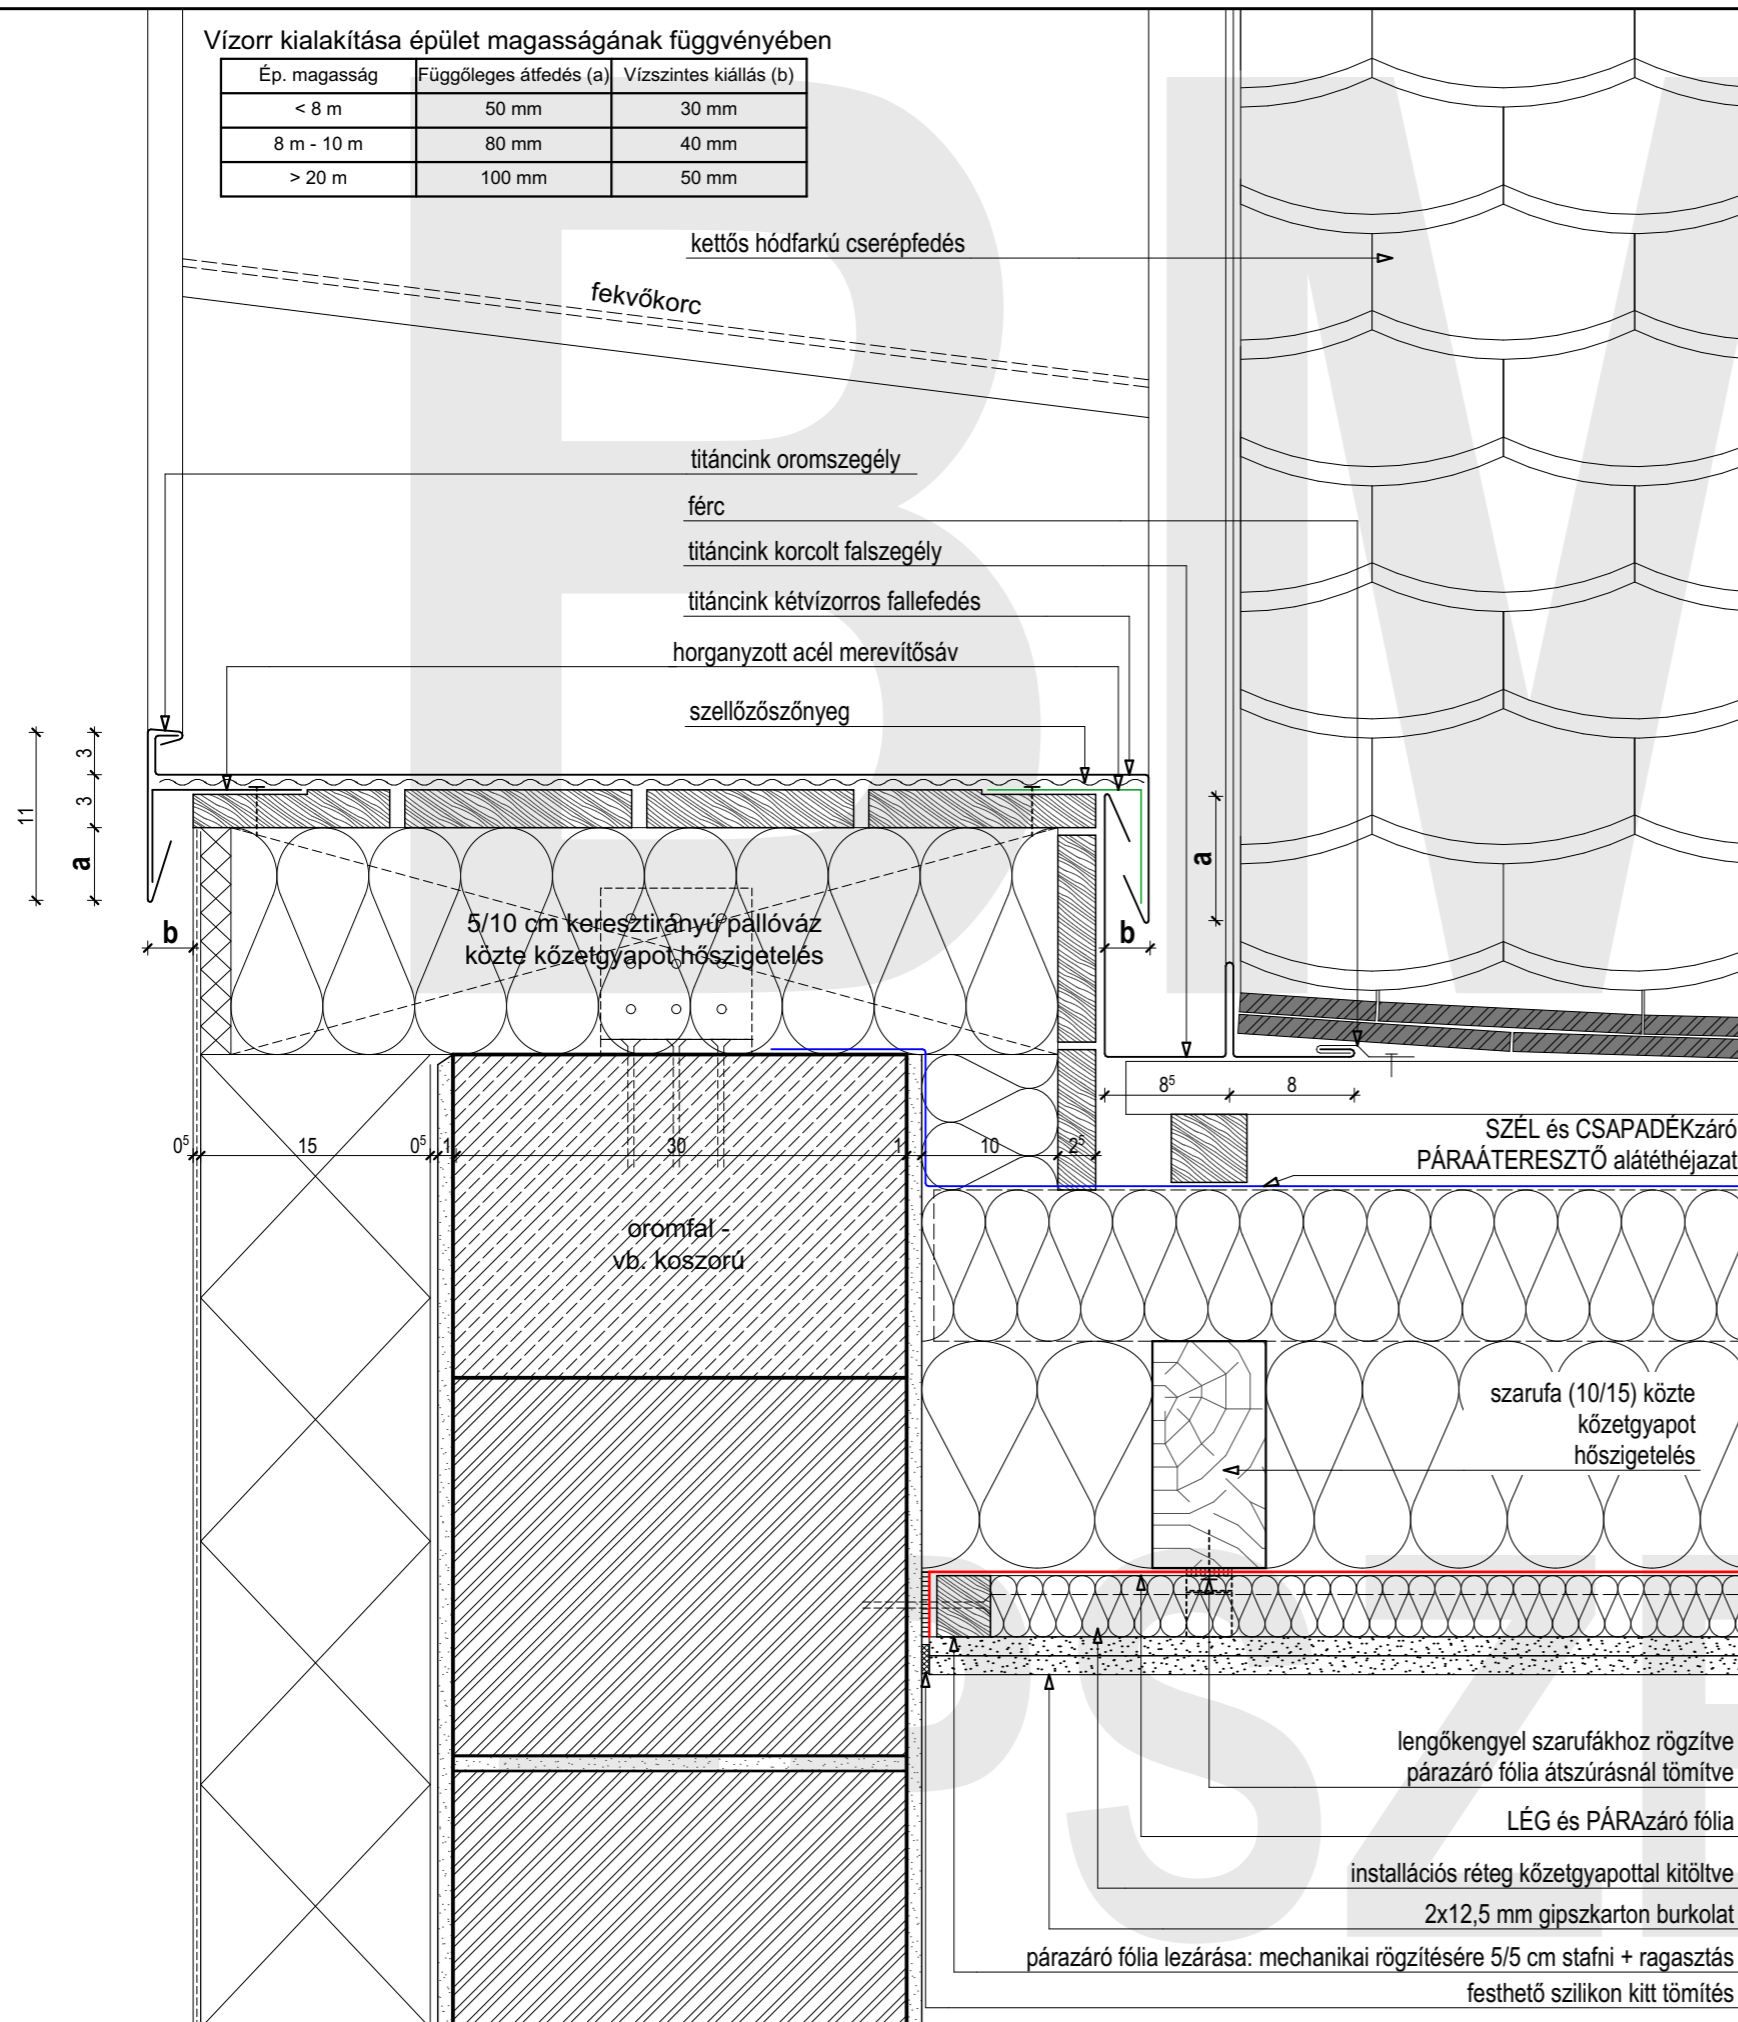 Vízorr kialakítása épület magasságának függvényében
Ép. magasság Függőleges átfedés (a) Vízszintes kiállás (b)
< 8 m 50 mm 30 mm
8 m - 10 m 80 mm 40 mm
> 20 m 100 mm 50 mm
kettős hódfarkú cserépfedés
fekvőkorc
titáncink oromszegély
férc
titáncink korcolt falszegély
titáncink kétvízorros fallefedés
horganyzott acél merevítősáv
szellőzőszőnyeg
11
3
3
a
b
a
b
5/10 cm keresztirányú pallóváz
közte kőzetgyapot hőszigetelés
8⁵ 8
0⁵ 15 0⁵ 1 30 1 10 2⁵
SZÉL és CSAPADÉKzáró
PÁRAÁTERESZTŐ alátéthéjazat
oromfal -
vb. koszorú
szarufa (10/15) közte
kőzetgyapot
hőszigetelés
lengőkengyel szarufákhoz rögzítve
párazáró fólia átszúrásnál tömítve
LÉG és PÁRAzáró fólia
installációs réteg kőzetgyapottal kitöltve
2x12,5 mm gipszkarton burkolat
párazáró fólia lezárása: mechanikai rögzítésére 5/5 cm stafni + ragasztás
festhető szilikon kitt tömítés